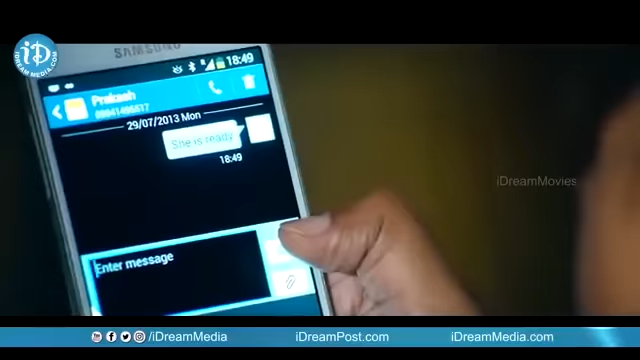 iD
iDREAM MEDIA
SAMSUNG
18:49
Prakash
29/07/2013 Mon
She is ready
18:49
Enter message
iDreamMovies
/iDreamMedia iDreamPost.com iDreamMedia.com